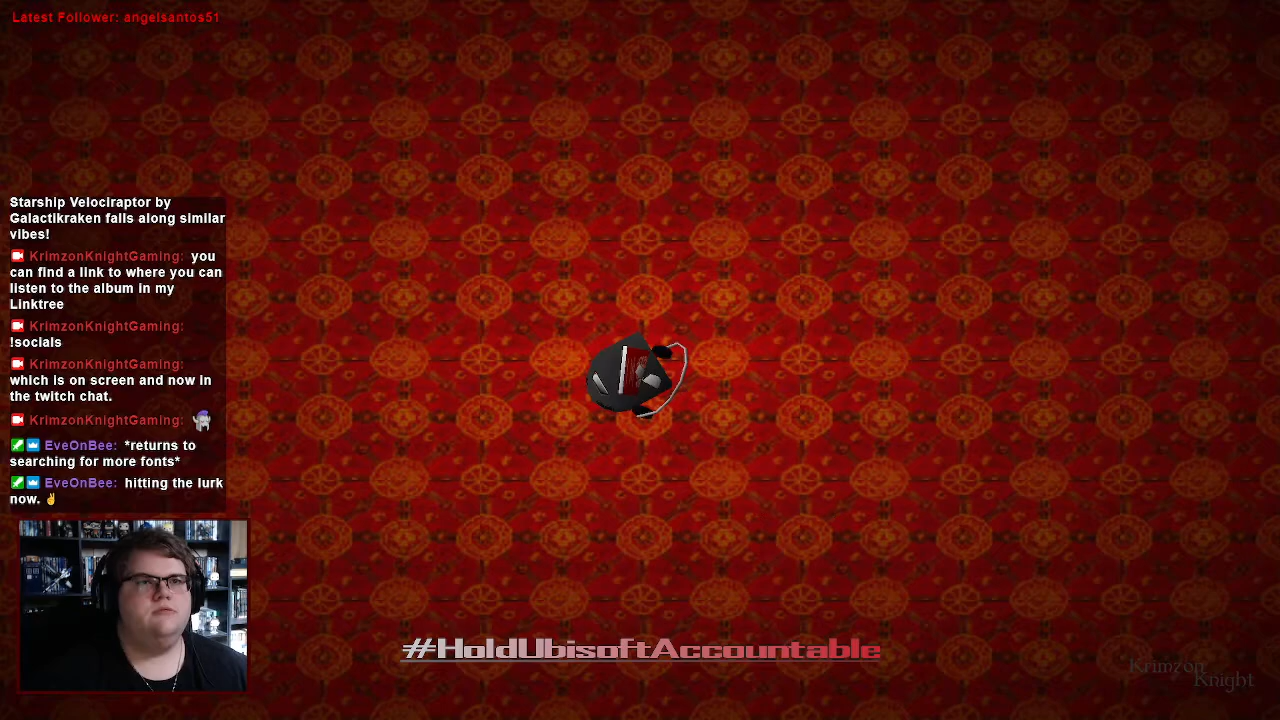 Latest Follower: angelsantos51
Starship Velociraptor by
Galactikraken falls along similar
vibes!
KrimzonKnightGaming: you
can find a link to where you can
listen to the album in my
Linktree
KrimzonKnightGaming:
!socials
KrimzonKnightGaming:
which is on screen and now in
the twitch chat.
KrimzonKnightGaming:
EveOnBee: *returns to
searching for more fonts*
EveOnBee: hitting the lurk
now. ✌
#HoldUbisoftAccountable
Krimzon
Knight